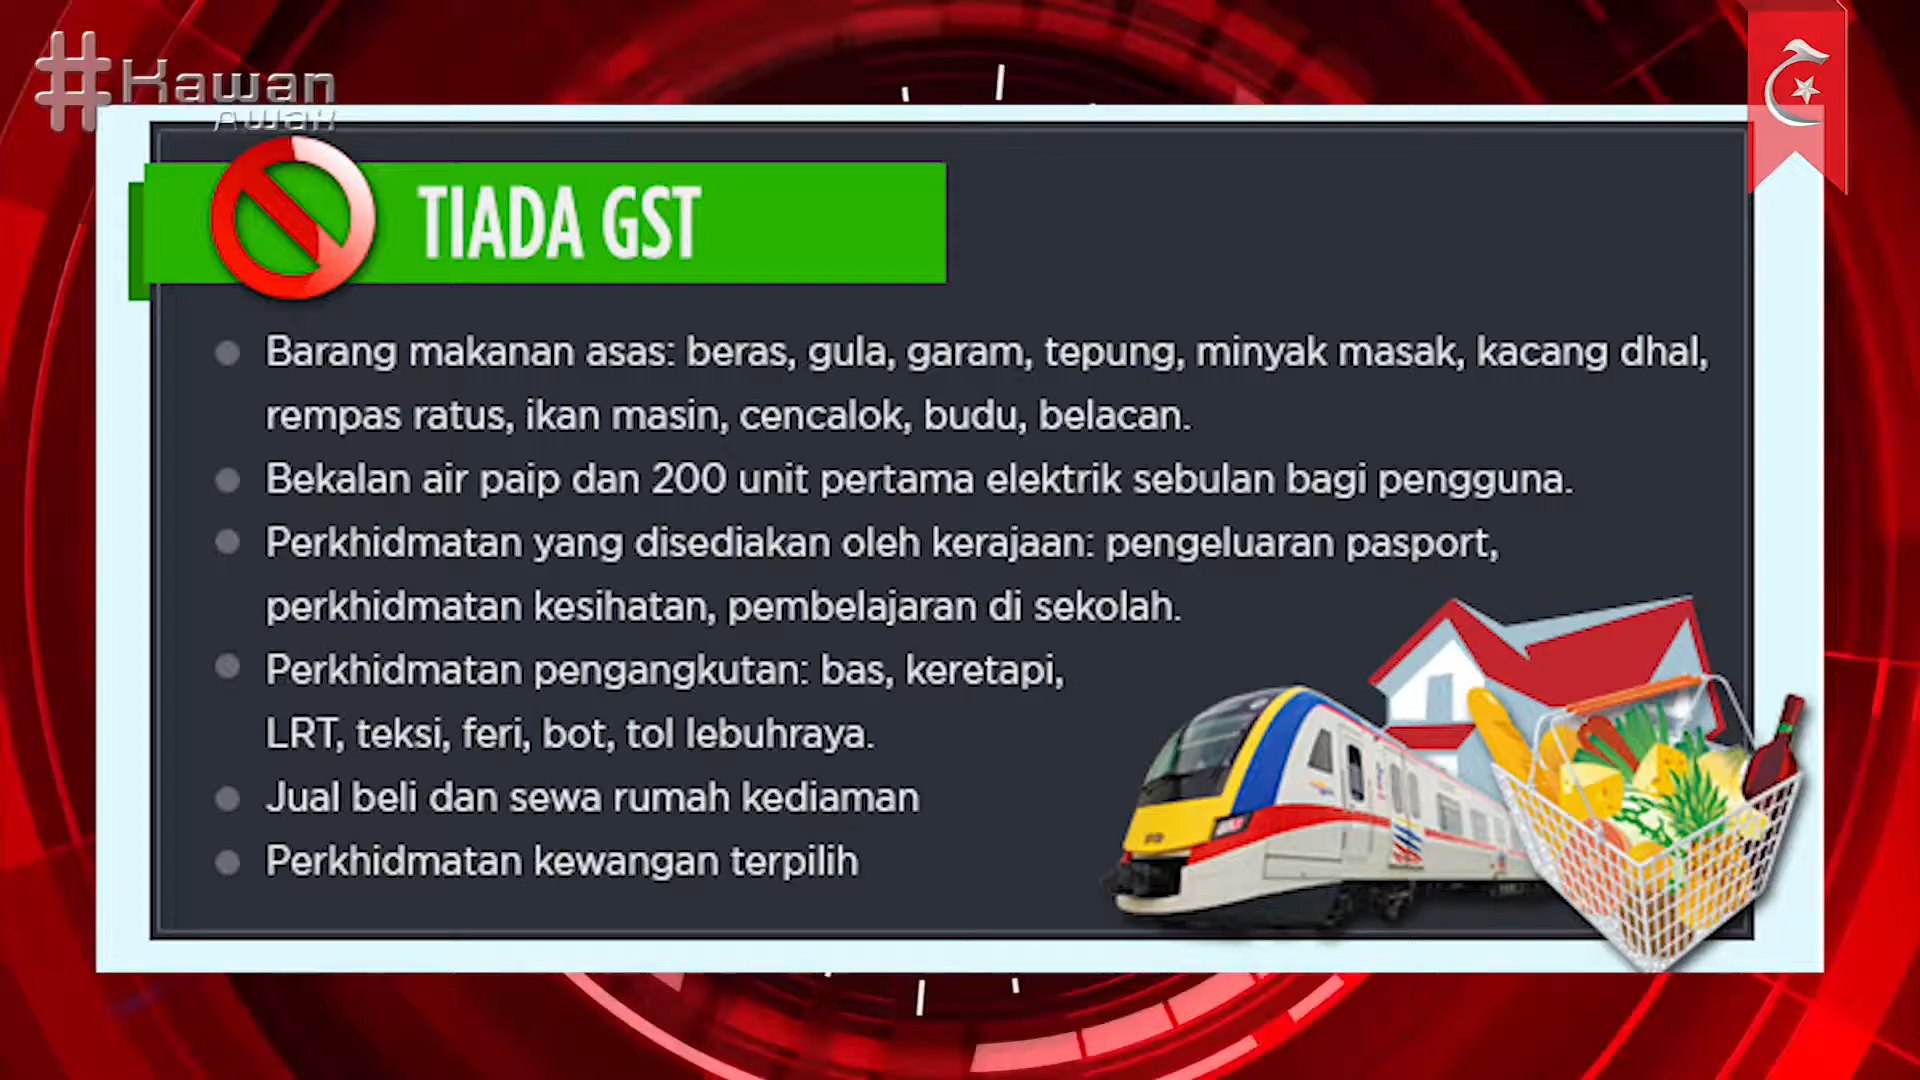 #Kawan
Awak
TIADA GST
Barang makanan asas: beras, gula, garam, tepung, minyak masak, kacang dhal,
rempas ratus, ikan masin, cencalok, budu, belacan.
Bekalan air paip dan 200 unit pertama elektrik sebulan bagi pengguna.
Perkhidmatan yang disediakan oleh kerajaan: pengeluaran pasport,
perkhidmatan kesihatan, pembelajaran di sekolah.
Perkhidmatan pengangkutan: bas, keretapi,
LRT, teksi, feri, bot, tol lebuhraya.
Jual beli dan sewa rumah kediaman
Perkhidmatan kewangan terpilih